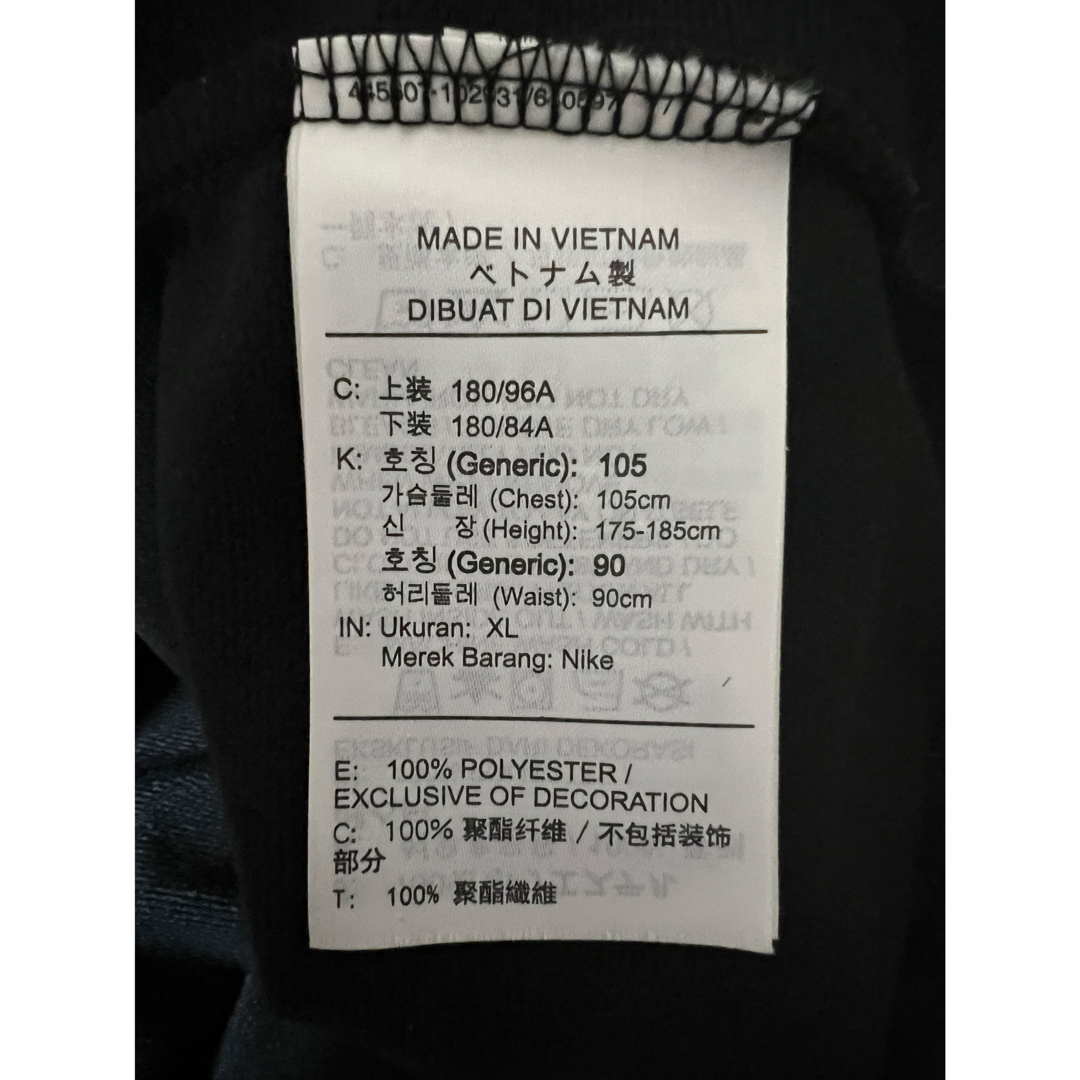 MADE IN VIETNAM
ベトナム製
DIBUAT DI VIETNAM
C: 上装 180/96A
下装 180/84A
K: 호칭 (Generic): 105
가슴둘레 (Chest): 105cm
신 장 (Height): 175-185cm
호칭 (Generic): 90
허리둘레 (Waist): 90cm
IN: Ukuran: XL
Merek Barang: Nike
E: 100% POLYESTER /
EXCLUSIVE OF DECORATION
C: 100% 聚酯纤维 / 不包括装饰
部分
T: 100% 聚酯纖維